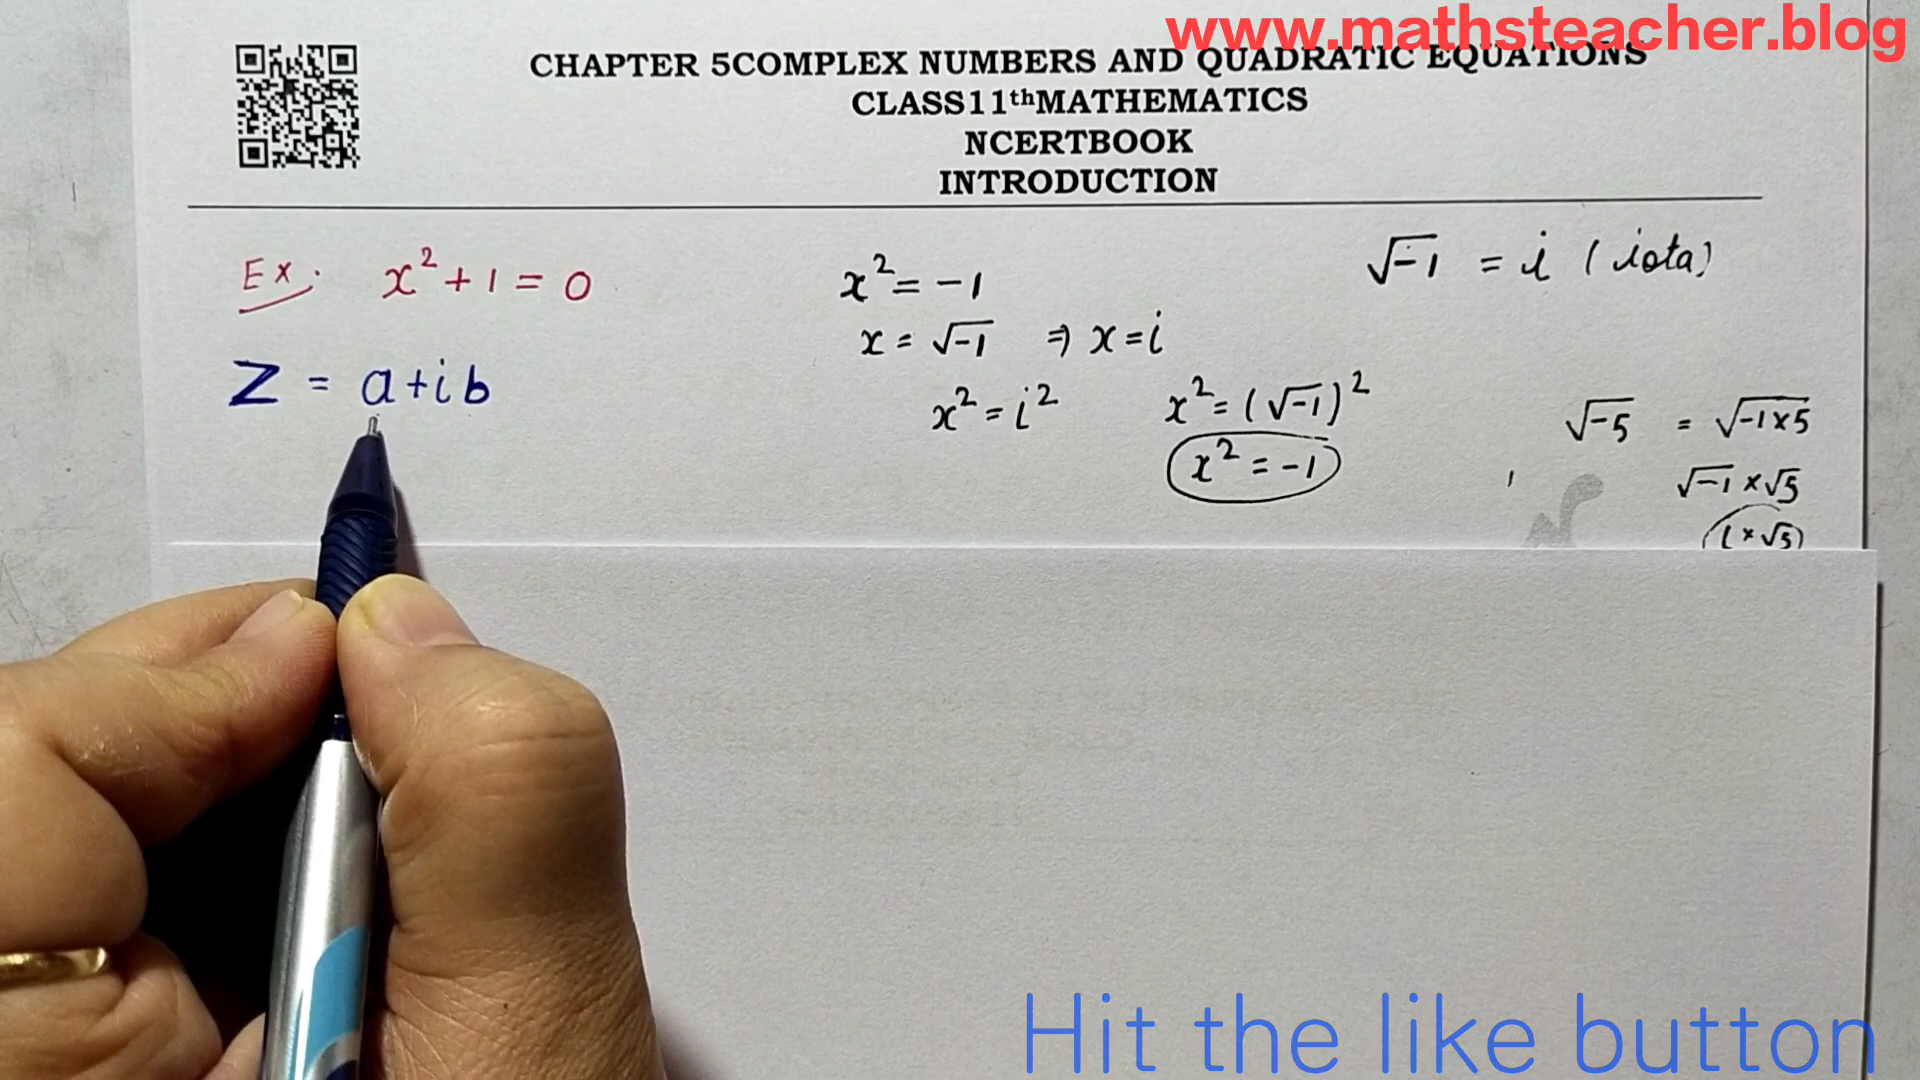 www.mathsteacher.blog
CHAPTER 5COMPLEX NUMBERS AND QUADRATIC EQUATIONS
CLASS11thMATHEMATICS
NCERTBOOK
INTRODUCTION
Ex. x² + 1 = 0
Z = a + i b
x² = -1
x = √-1 ⇒ x = i
x² = i²
x² = (√-1)²
x² = -1
√-1 = i (iota)
√-5 = √-1×5
√-1 × √5
(i × √5)
Hit the like button